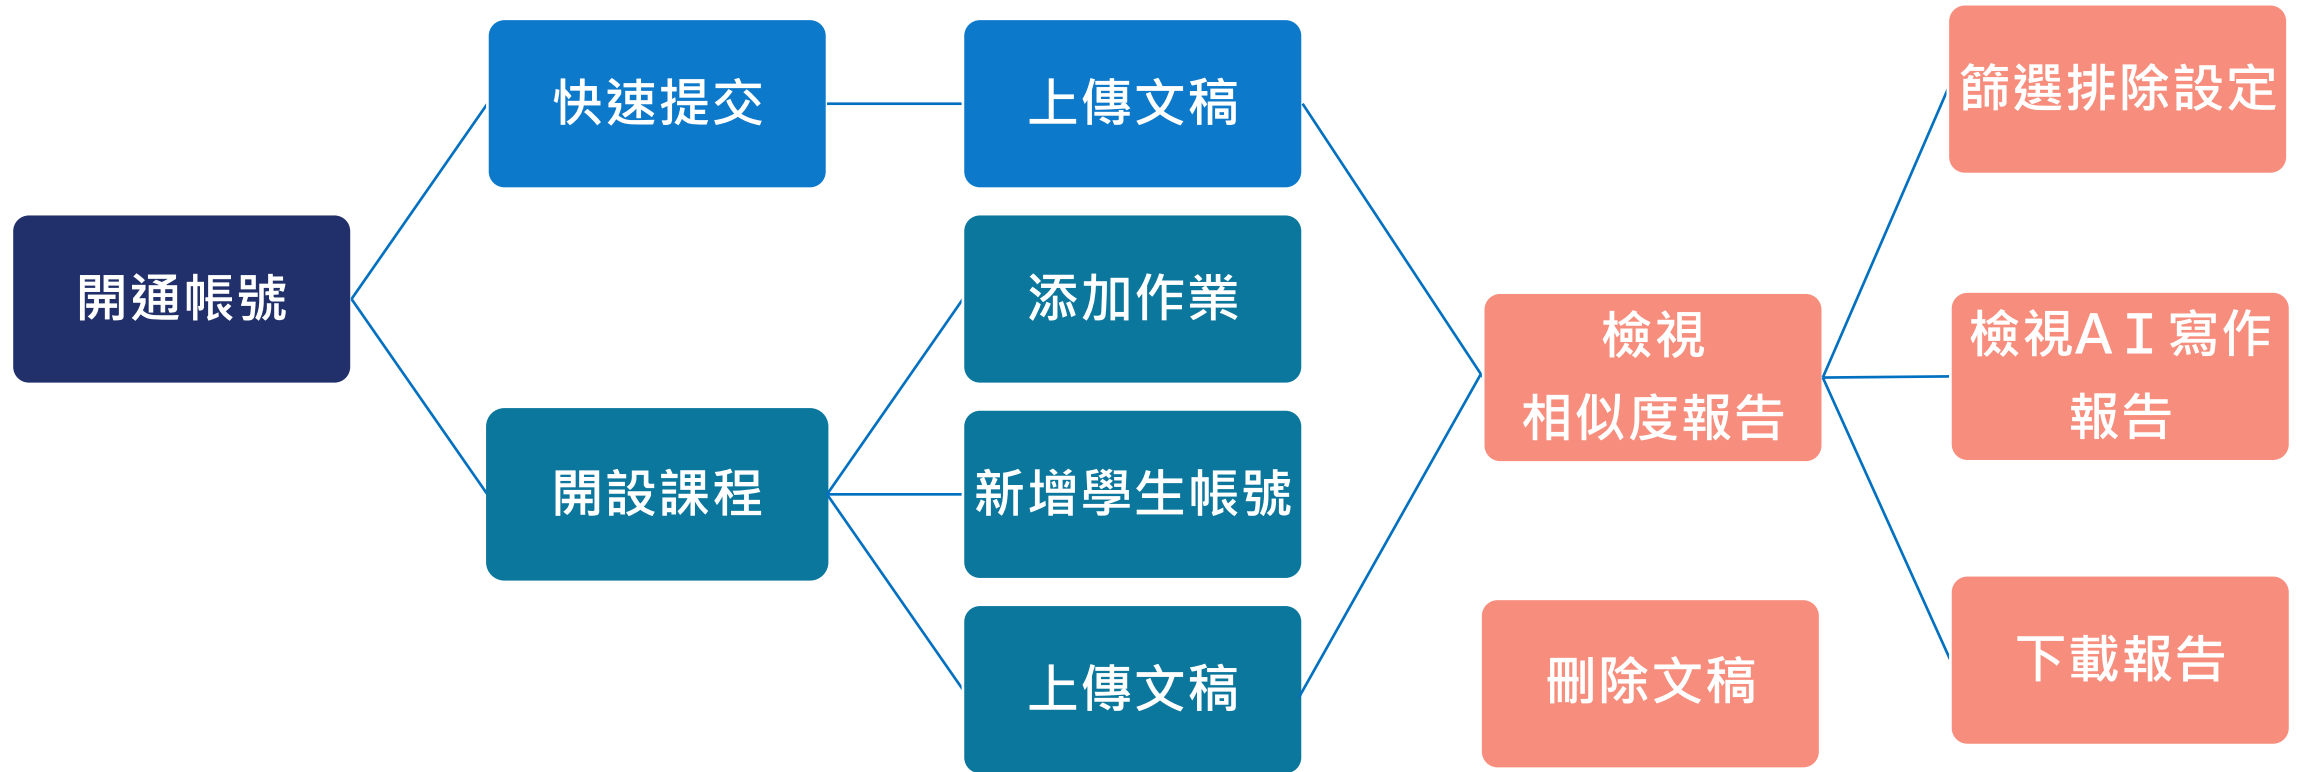 開通帳號
快速提交
開設課程
上傳文稿
添加作業
新增學生帳號
上傳文稿
檢視
相似度報告
刪除文稿
篩選排除設定
檢視AI寫作
報告
下載報告